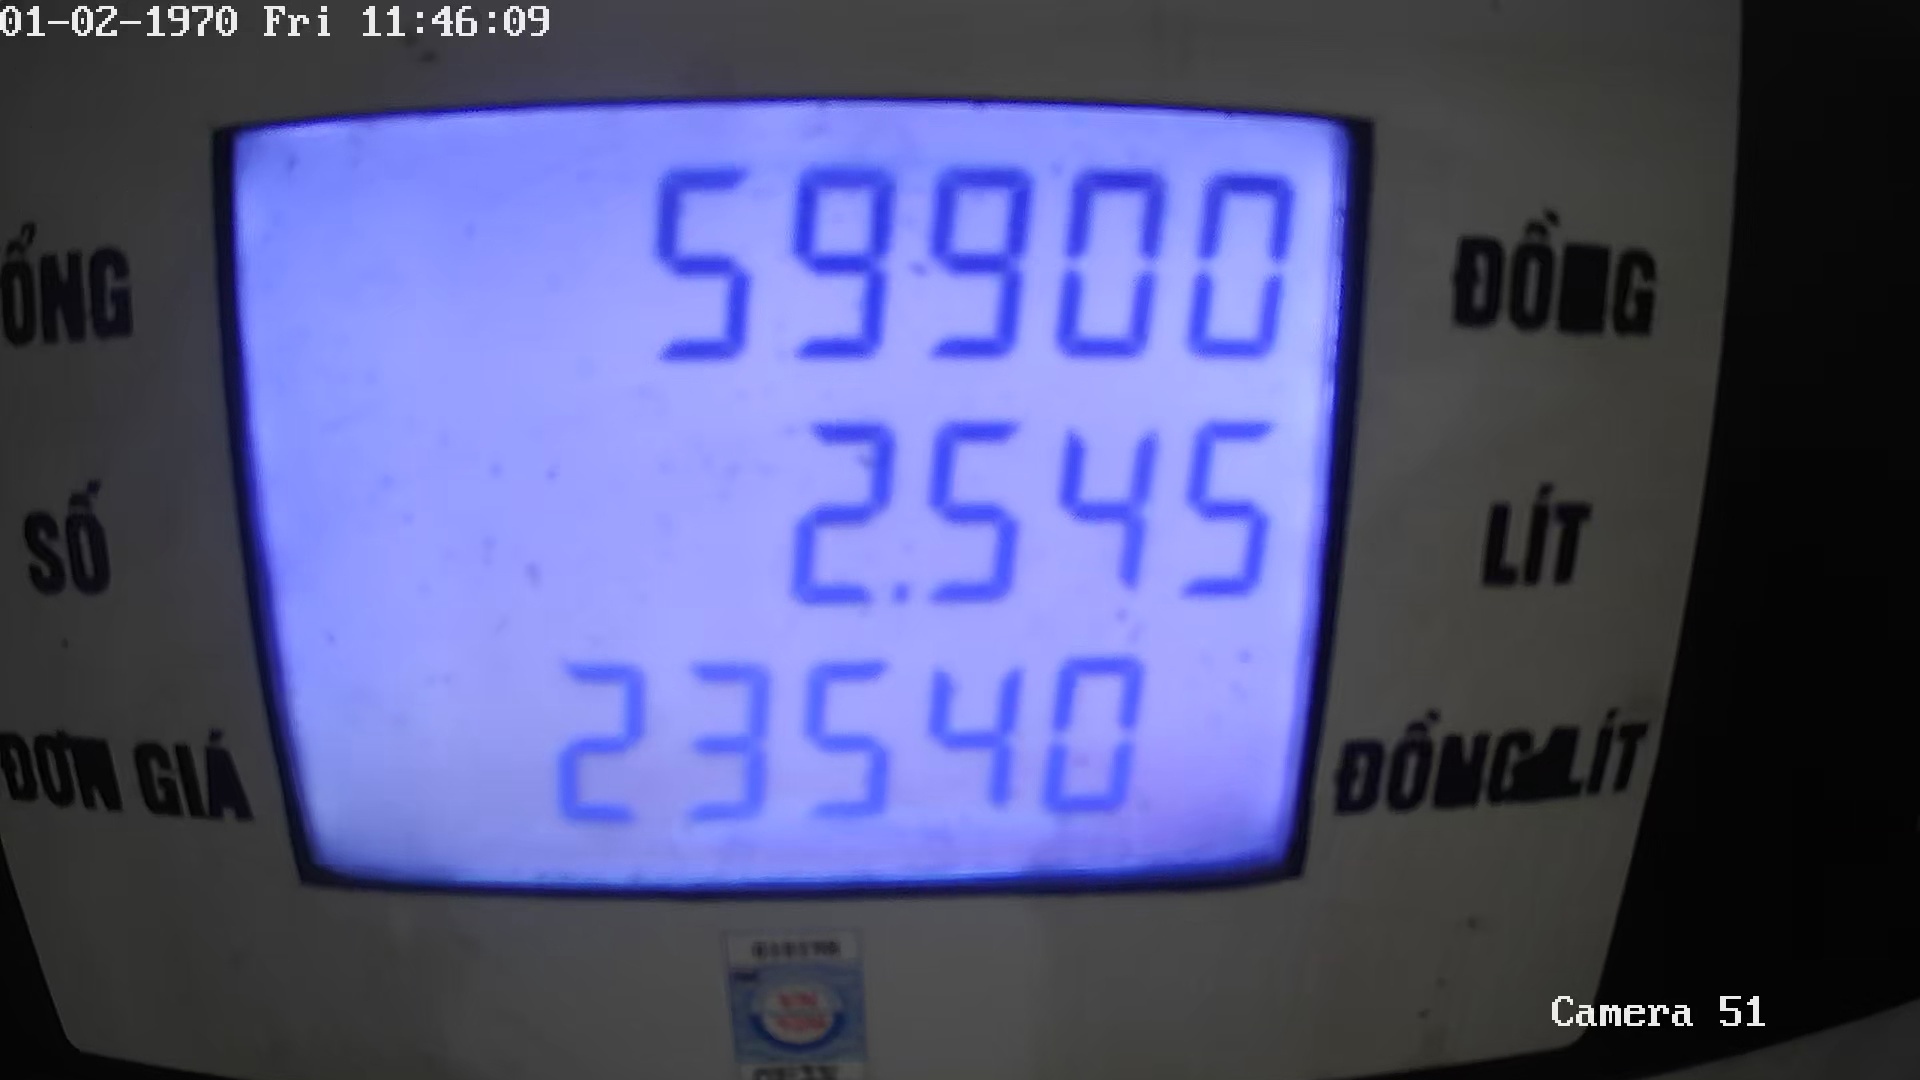 01-02-1970 Fri 11:46:09
ỔNG 59900 ĐỒNG
SỐ 2.545 LÍT
ĐƠN GIÁ 23540 ĐỒNG/LÍT
Camera 51